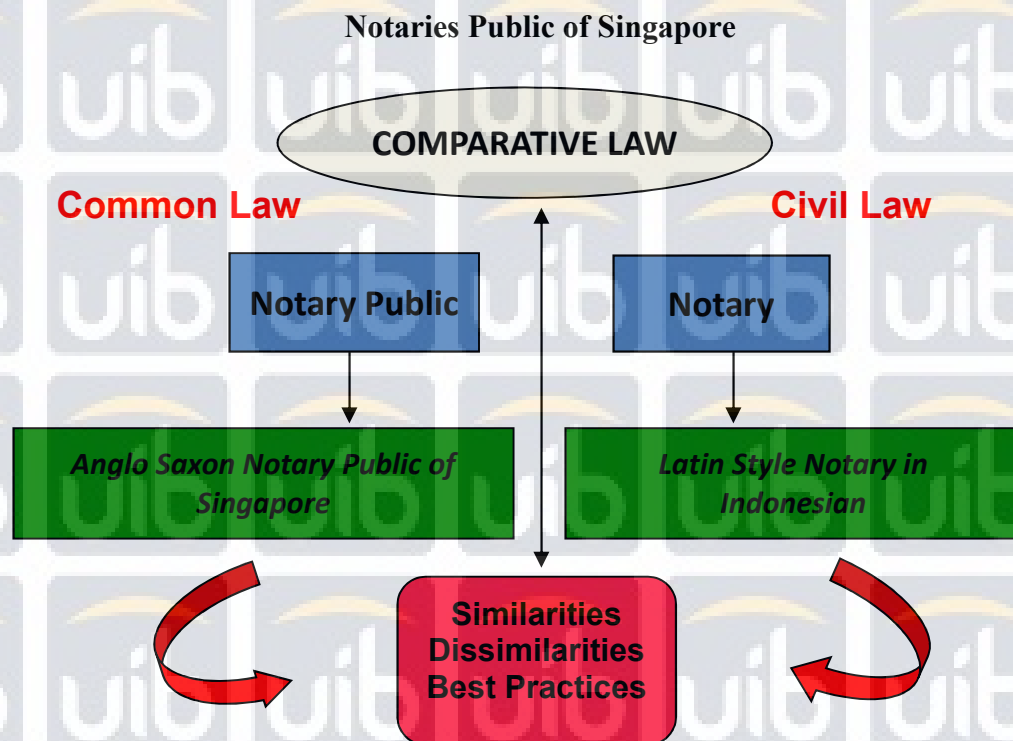 Notaries Public of Singapore
COMPARATIVE LAW
Common Law
Civil Law
Notary Public
Notary
Anglo Saxon Notary Public of
Singapore
Latin Style Notary in
Indonesian
Similarities
Dissimilarities
Best Practices
uib